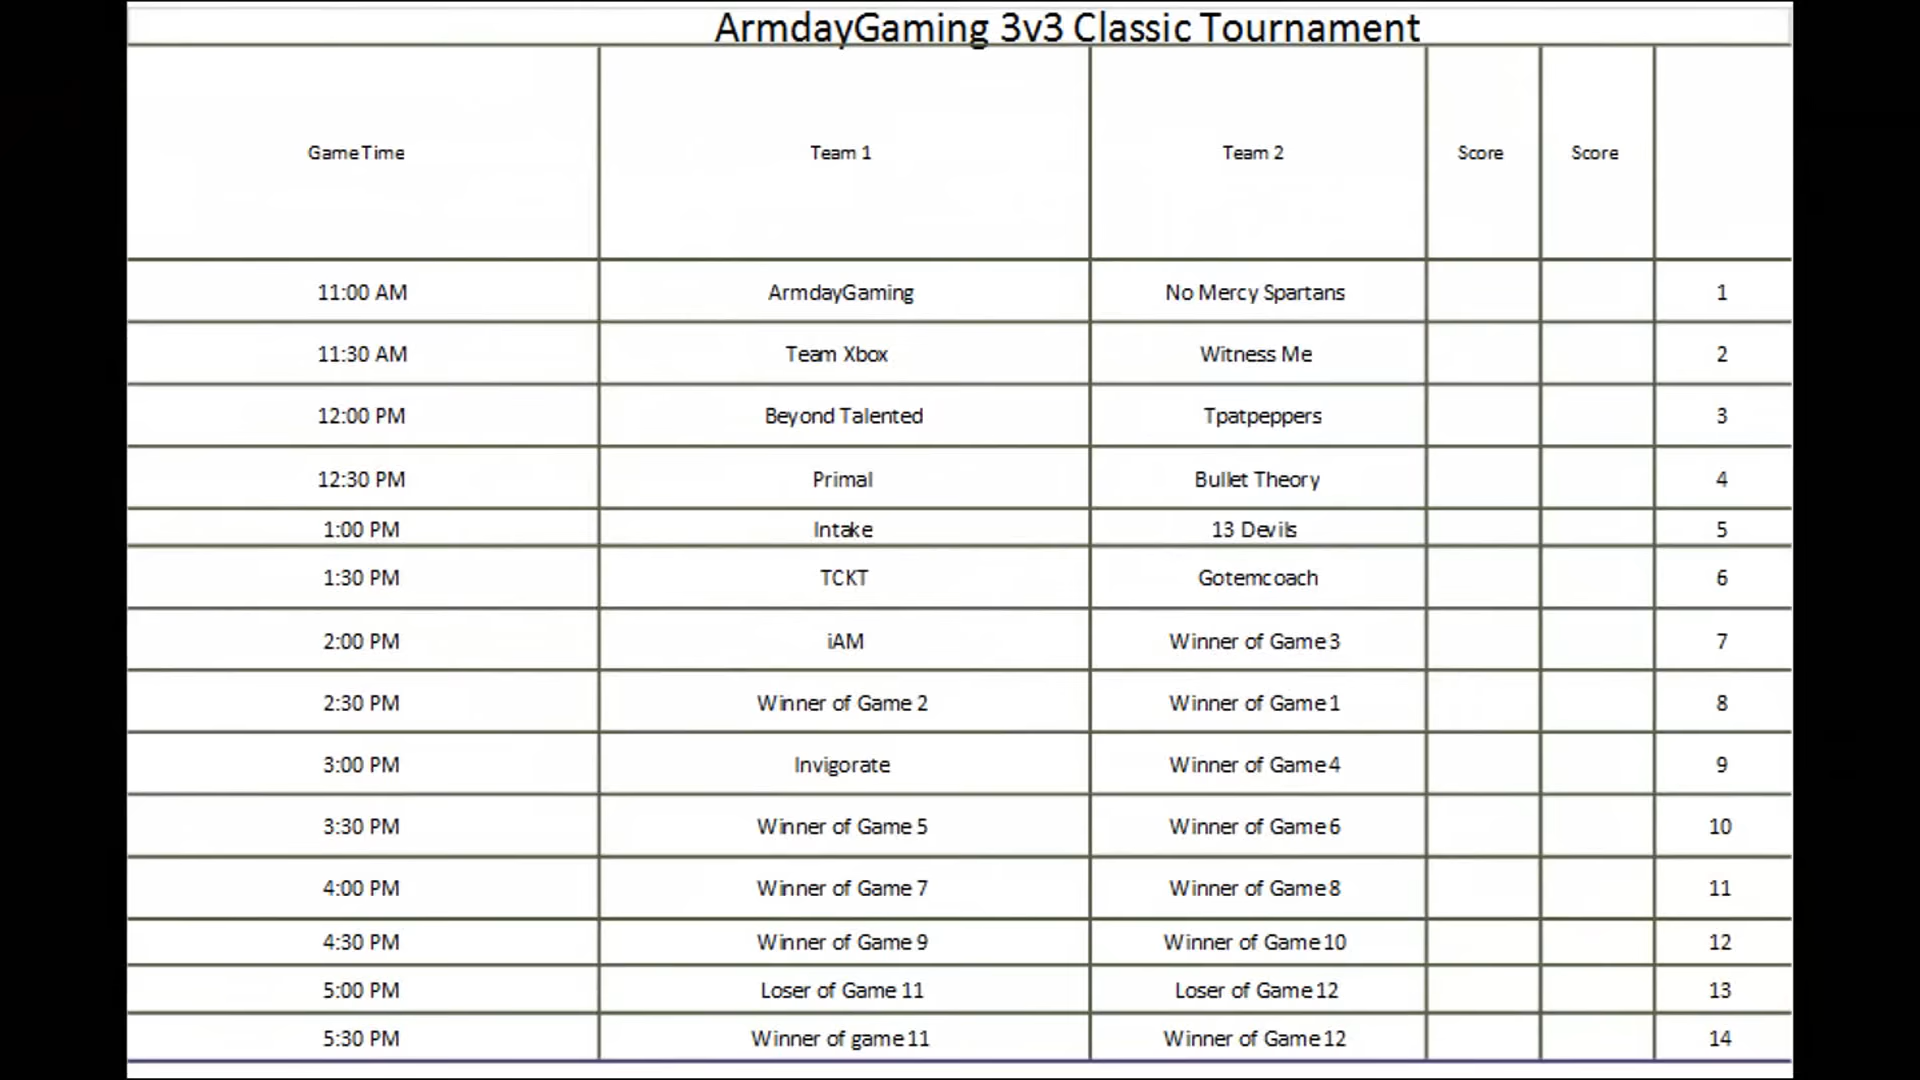 ArmdayGaming 3v3 Classic Tournament
Game Time Team 1 Team 2 Score Score
11:00 AM ArmdayGaming No Mercy Spartans 1
11:30 AM Team Xbox Witness Me 2
12:00 PM Beyond Talented Tpatpeppers 3
12:30 PM Primal Bullet Theory 4
1:00 PM Intake 13 Devils 5
1:30 PM TCKT Gotemcoach 6
2:00 PM iAM Winner of Game 3 7
2:30 PM Winner of Game 2 Winner of Game 1 8
3:00 PM Invigorate Winner of Game 4 9
3:30 PM Winner of Game 5 Winner of Game 6 10
4:00 PM Winner of Game 7 Winner of Game 8 11
4:30 PM Winner of Game 9 Winner of Game 10 12
5:00 PM Loser of Game 11 Loser of Game 12 13
5:30 PM Winner of game 11 Winner of Game 12 14